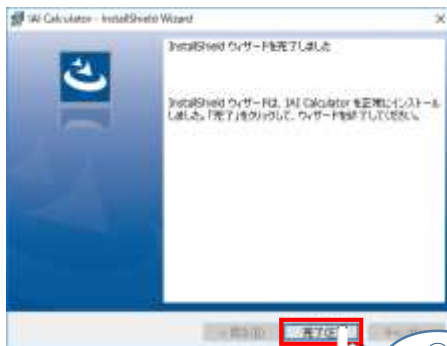 IAI Calculator - InstallShield Wizard
InstallShield ウィザードを完了しました
InstallShield ウィザードは、IAI Calculator を正常にインストール
しました。「完了」をクリックして、ウィザードを終了してください。
< 戻る(B)
完了(F)